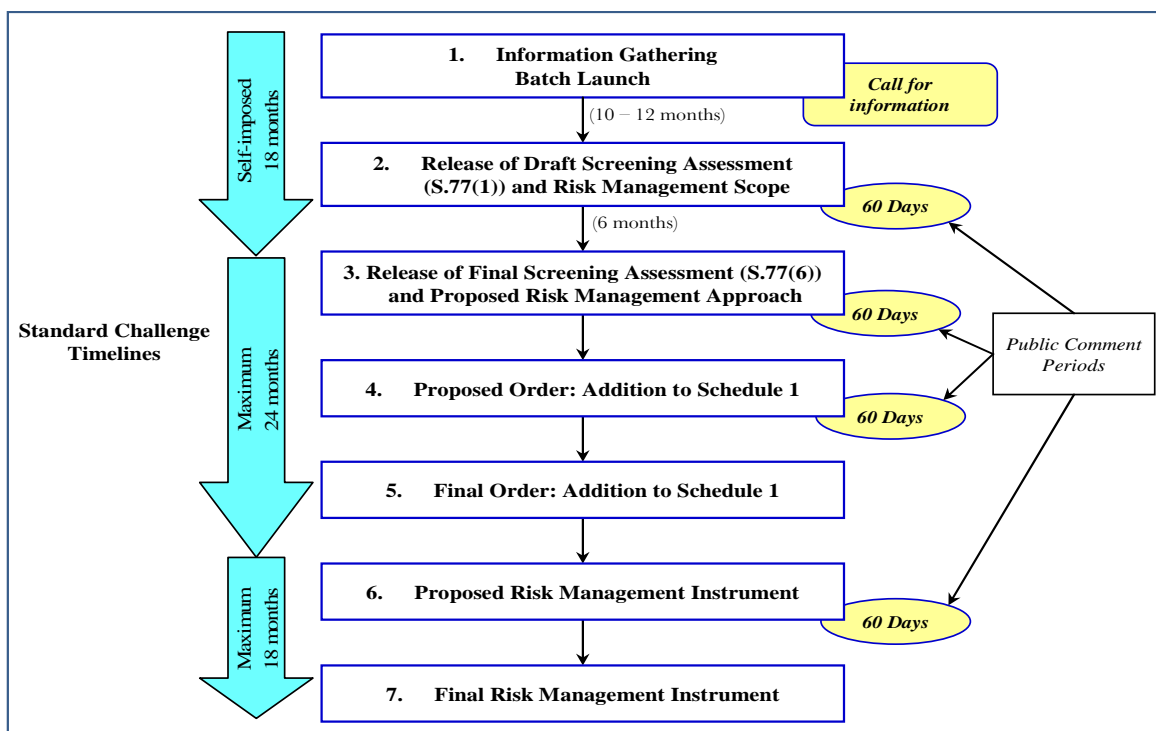 1. Information Gathering
Batch Launch
Call for
information
(10 – 12 months)
Self-imposed
18 months
2. Release of Draft Screening Assessment
(S.77(1)) and Risk Management Scope
60 Days
(6 months)
3. Release of Final Screening Assessment (S.77(6))
and Proposed Risk Management Approach
60 Days
Standard Challenge
Timelines
Public Comment
Periods
Maximum
24 months
4. Proposed Order: Addition to Schedule 1
60 Days
5. Final Order: Addition to Schedule 1
6. Proposed Risk Management Instrument
60 Days
Maximum
18 months
7. Final Risk Management Instrument